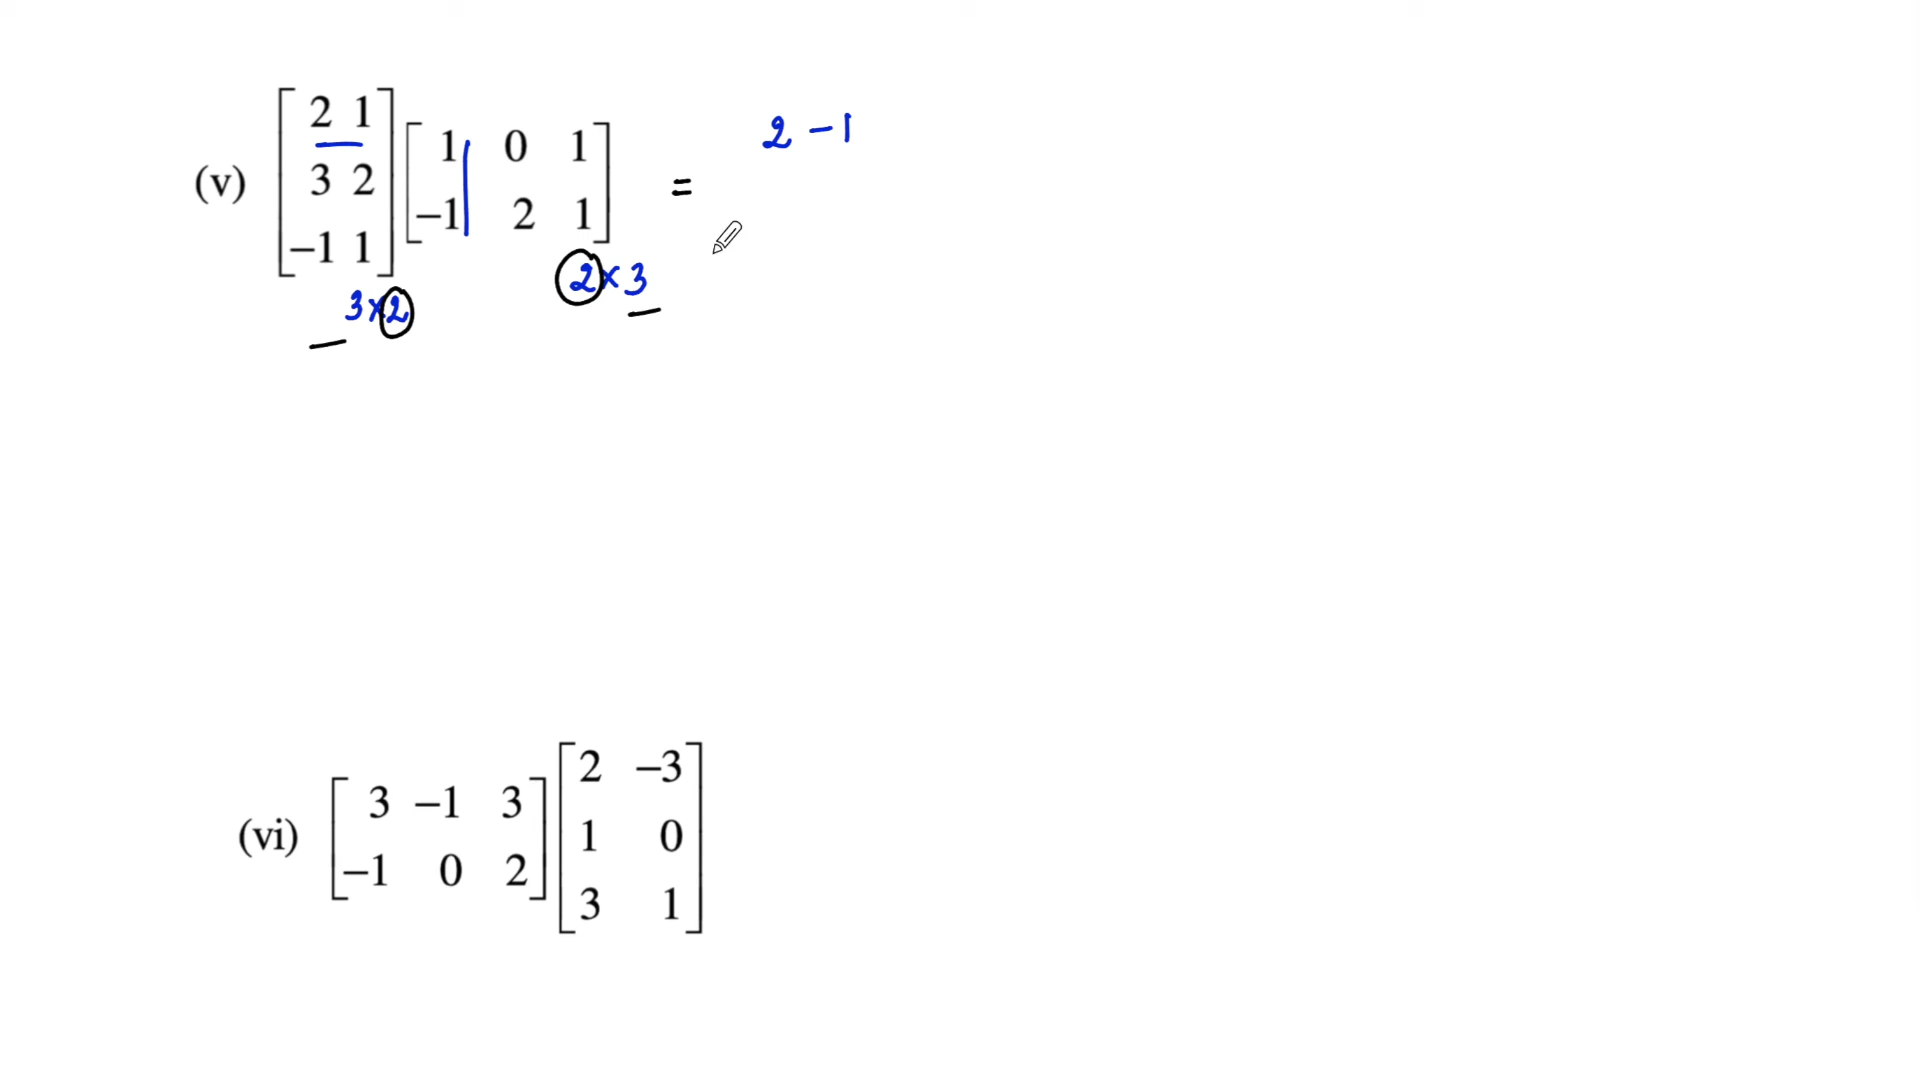 (v) [2 1 3 2 −1 1] [1 0 1 −1 2 1] = 2 − 1
3×2 2×3
(vi) [3 −1 3 −1 0 2] [2 −3 1 0 3 1]